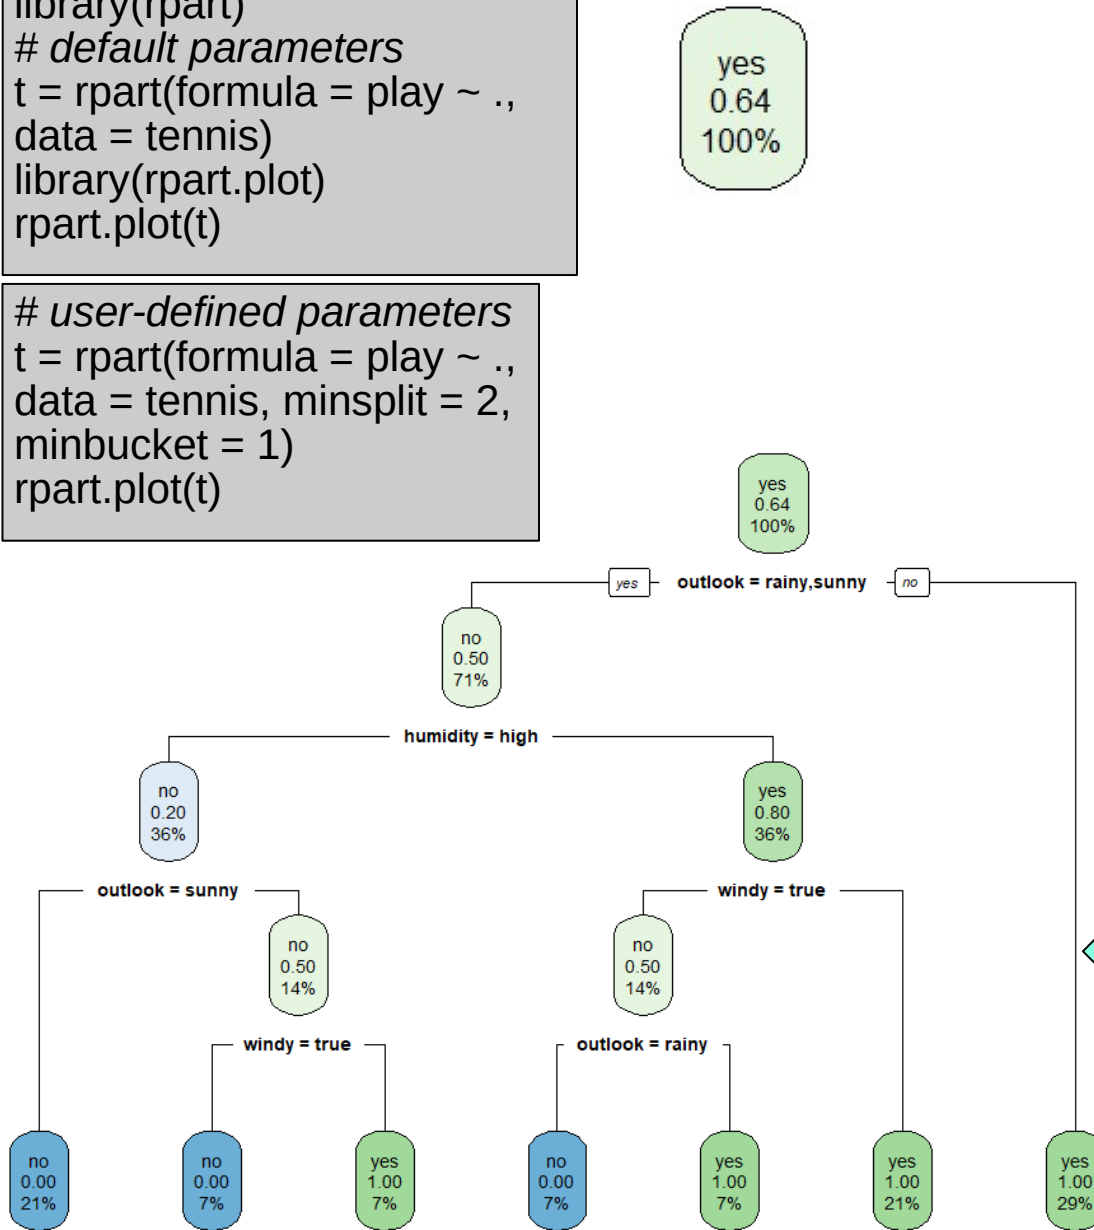 library(rpart)
# default parameters
t = rpart(formula = play ~ .,
data = tennis)
library(rpart.plot)
rpart.plot(t)
yes
0.64
100%
# user-defined parameters
t = rpart(formula = play ~ .,
data = tennis, minsplit = 2,
minbucket = 1)
rpart.plot(t)
yes
0.64
100%
yes
outlook = rainy,sunny
no
no
0.50
71%
humidity = high
no
0.20
36%
yes
0.80
36%
outlook = sunny
windy = true
no
0.50
14%
no
0.50
14%
windy = true
outlook = rainy
no
0.00
21%
no
0.00
7%
yes
1.00
7%
no
0.00
7%
yes
1.00
7%
yes
1.00
21%
yes
1.00
29%